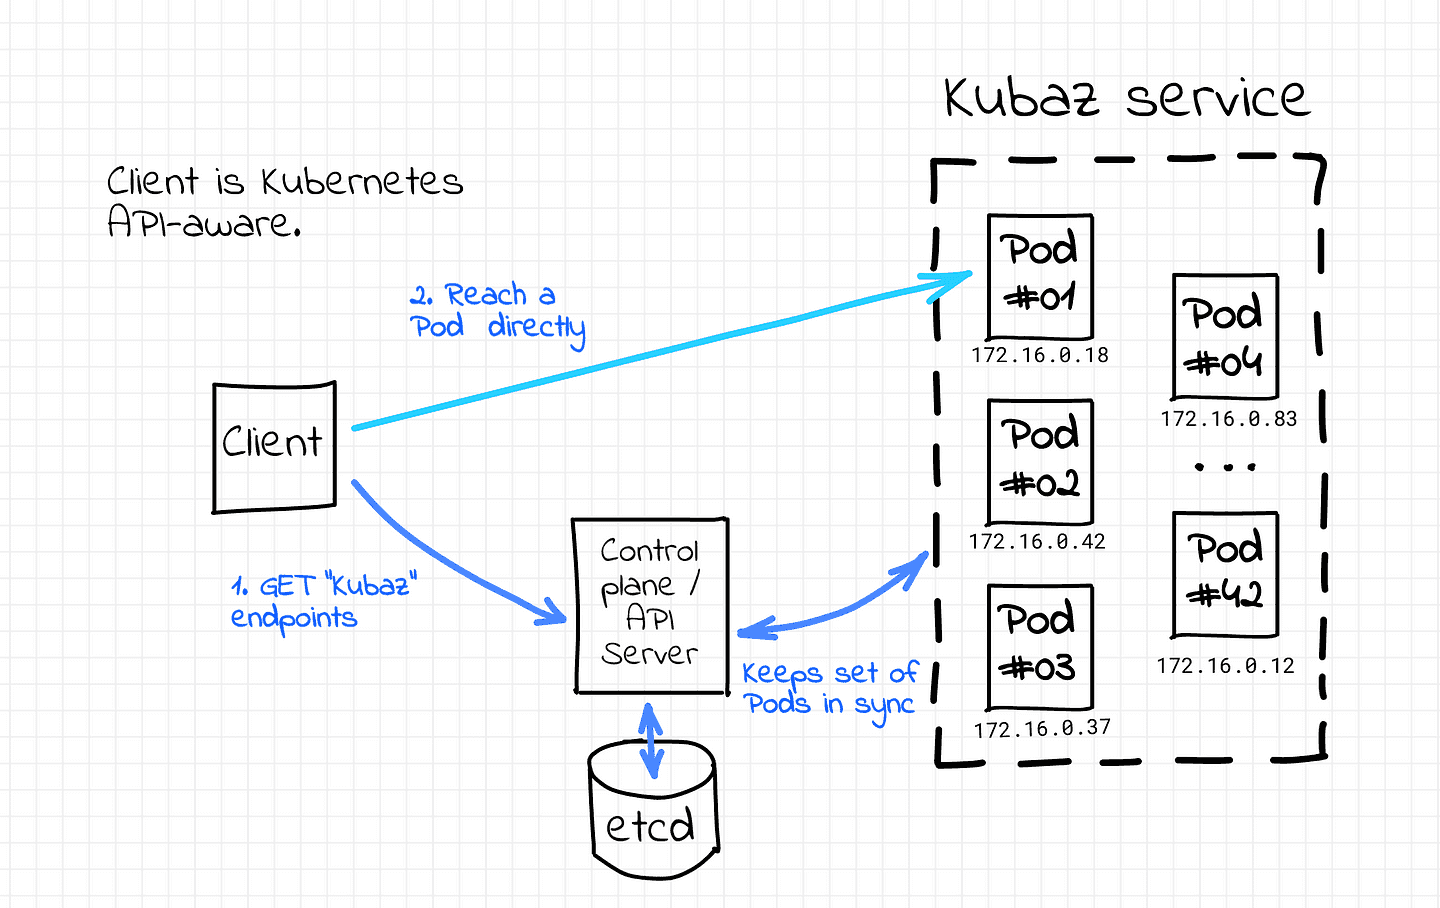 Kubaz service
Client is Kubernetes
API-aware.
2. Reach a
Pod directly
Client
1. GET "Kubaz"
endpoints
Control
plane /
API
Server
etcd
Keeps set of
Pods in sync
Pod
#01
172.16.0.18
Pod
#02
172.16.0.42
Pod
#03
172.16.0.37
Pod
#04
172.16.0.83
...
Pod
#42
172.16.0.12